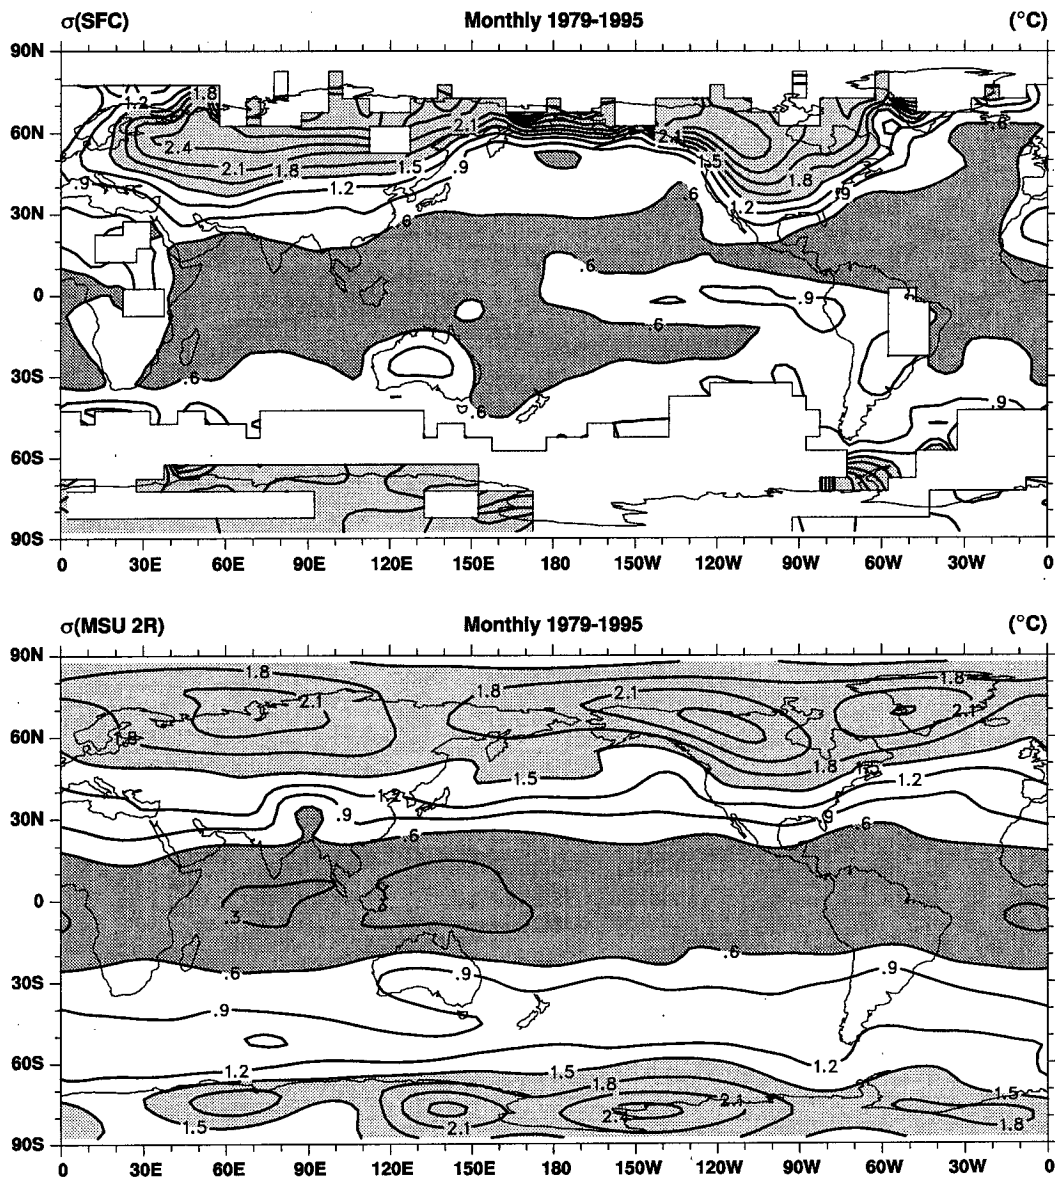 σ(SFC) Monthly 1979-1995 (°C)
90N
1.8
1.2
60N 2.1 2.1
2.4 1.5 1.5
2.1 1.8 1.8
.9 1.2 .9 1.2 .9
.6
30N
.6
.6
0 .9
.6
30S .6
.6 .9
60S
90S
0 30E 60E 90E 120E 150E 180 150W 120W 90W 60W 30W 0
σ(MSU 2R) Monthly 1979-1995 (°C)
90N
1.8 1.8 1.8
2.1 2.1 2.1
60N 1.8 1.8
1.5 1.2
1.2
30N .9 .9
.6 .6
0 .3
.6 .6
30S .9 .9
.9
60S 1.2 1.5 1.2
1.8 1.5
2.1
1.5 2.1 1.8
90S
0 30E 60E 90E 120E 150E 180 150W 120W 90W 60W 30W 0